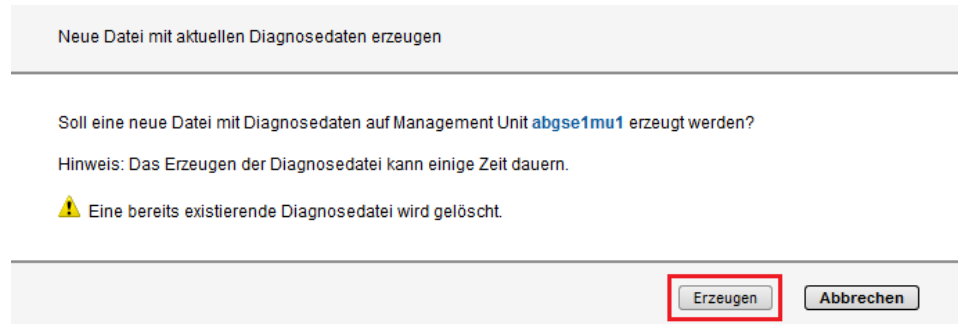 Neue Datei mit aktuellen Diagnosedaten erzeugen
Soll eine neue Datei mit Diagnosedaten auf Management Unit abgse1mu1 erzeugt werden?
Hinweis: Das Erzeugen der Diagnosedatei kann einige Zeit dauern.
Eine bereits existierende Diagnosedatei wird gelöscht.
Erzeugen Abbrechen